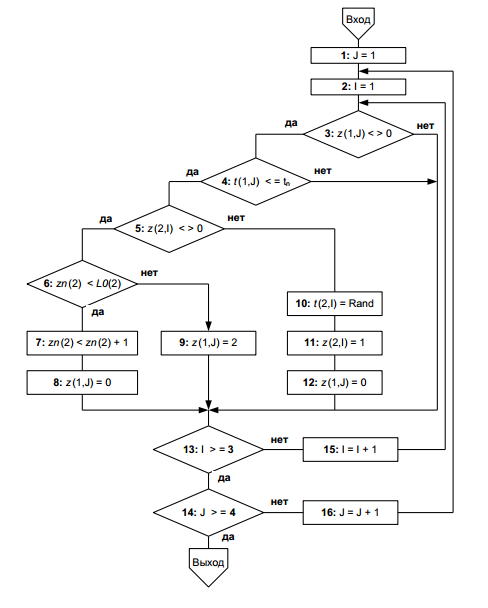 Вход
1: J = 1
2: I = 1
да
3: z(1,J) < > 0
нет
да
4: t(1,J) < = tn
нет
да
5: z(2,I) < > 0
нет
6: zn(2) < L0(2)
нет
да
10: t(2,I) = Rand
7: zn(2) < zn(2) + 1
9: z(1,J) = 2
11: z(2,I) = 1
8: z(1,J) = 0
12: z(1,J) = 0
13: I > = 3
нет
15: I = I + 1
да
14: J > = 4
нет
16: J = J + 1
да
Выход